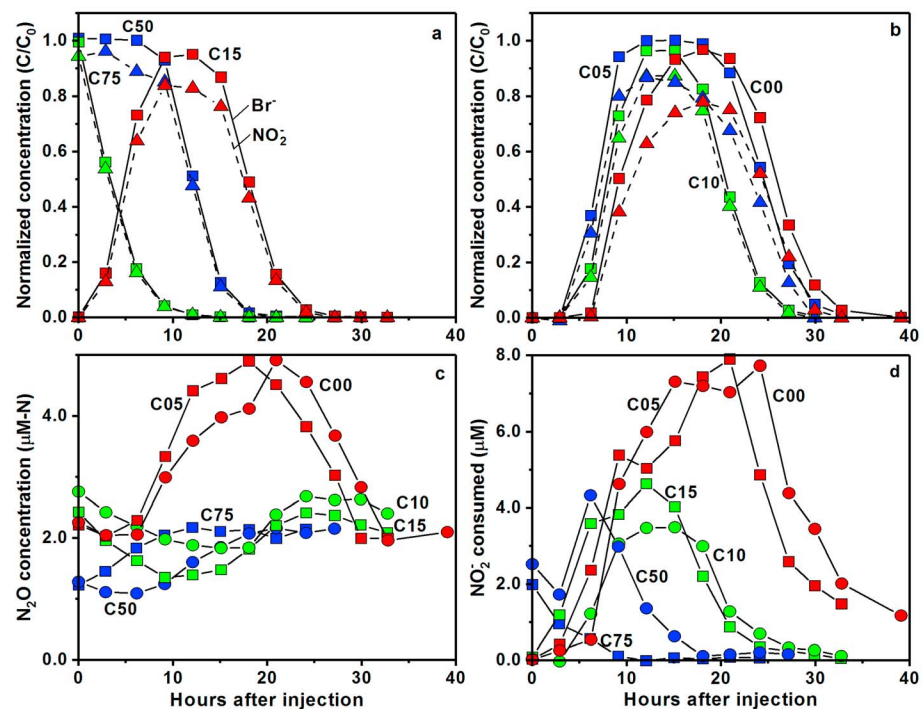 a
C50
C15
C75
Br⁻
NO₂⁻
Normalized concentration (C/C₀)
1.0
0.8
0.6
0.4
0.2
0.0
0 10 20 30 40
b
C05
C00
C10
Normalized concentration (C/C₀)
1.0
0.8
0.6
0.4
0.2
0.0
0 10 20 30 40
c
C05
C00
C75
C10
C15
C50
N₂O concentration (μM-N)
4.0
2.0
0.0
0 10 20 30 40
Hours after injection
d
C05
C00
C15
C10
C50
C75
NO₂⁻ consumed (μM)
8.0
6.0
4.0
2.0
0.0
0 10 20 30 40
Hours after injection